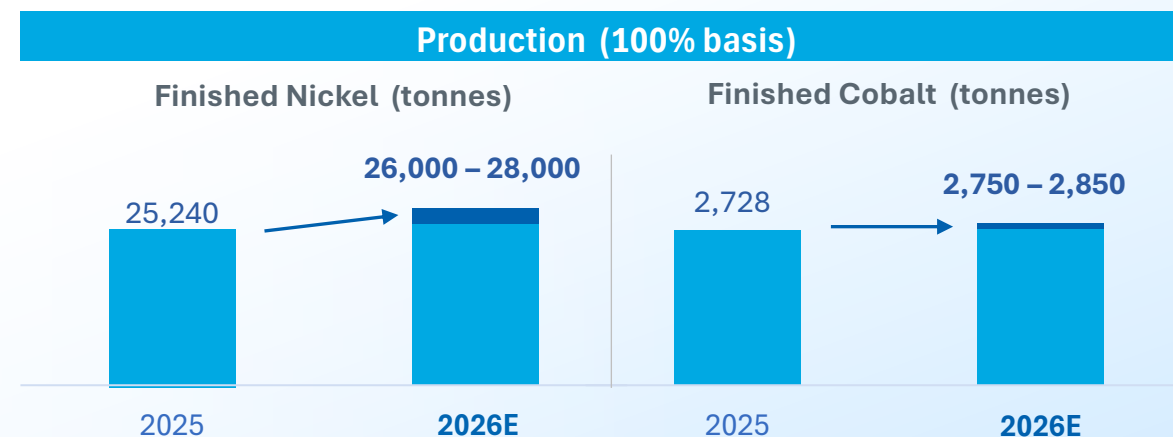 Production (100% basis)
Finished Nickel (tonnes)
26,000 – 28,000
25,240
2025
2026E
Finished Cobalt (tonnes)
2,750 – 2,850
2,728
2025
2026E